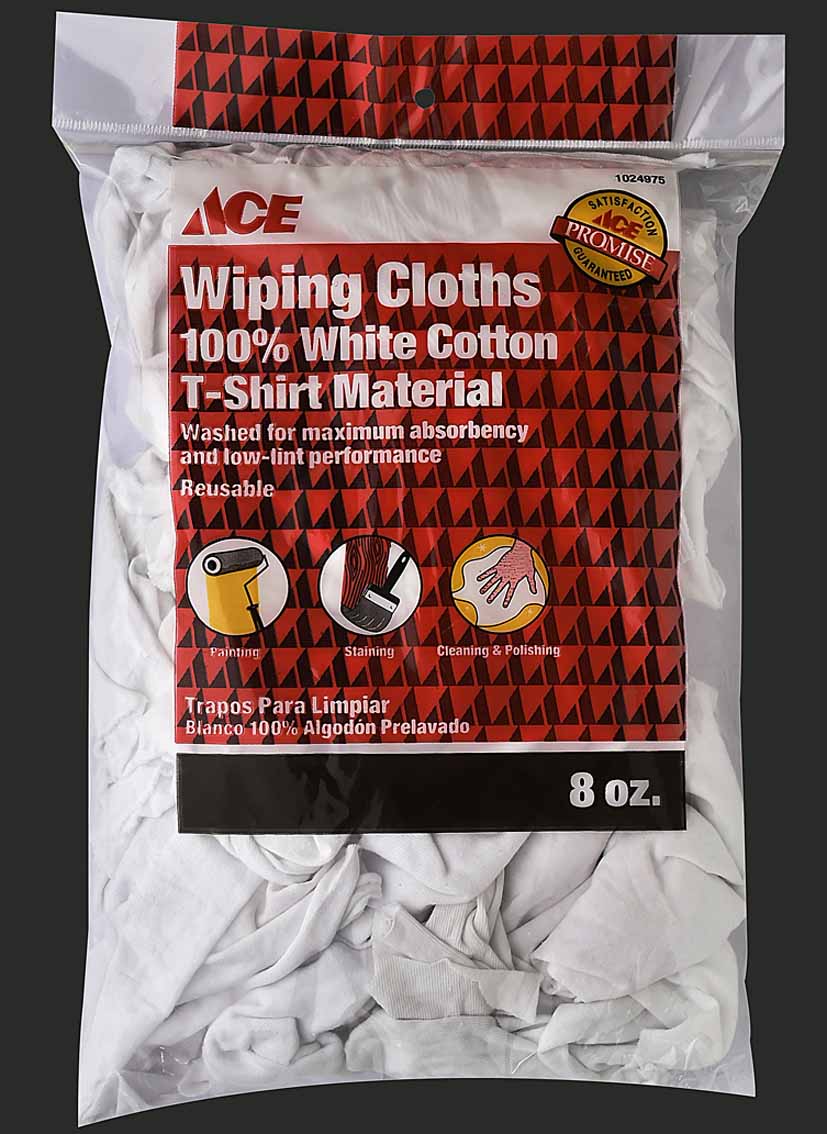 1024975
ACE
SATISFACTION
ACE
PROMISE
GUARANTEED
Wiping Cloths
100% White Cotton
T-Shirt Material
Washed for maximum absorbency
and low-lint performance
Reusable
Painting
Staining
Cleaning & Polishing
Trapos Para Limpiar
Blanco 100% Algodón Prelavado
8 oz.